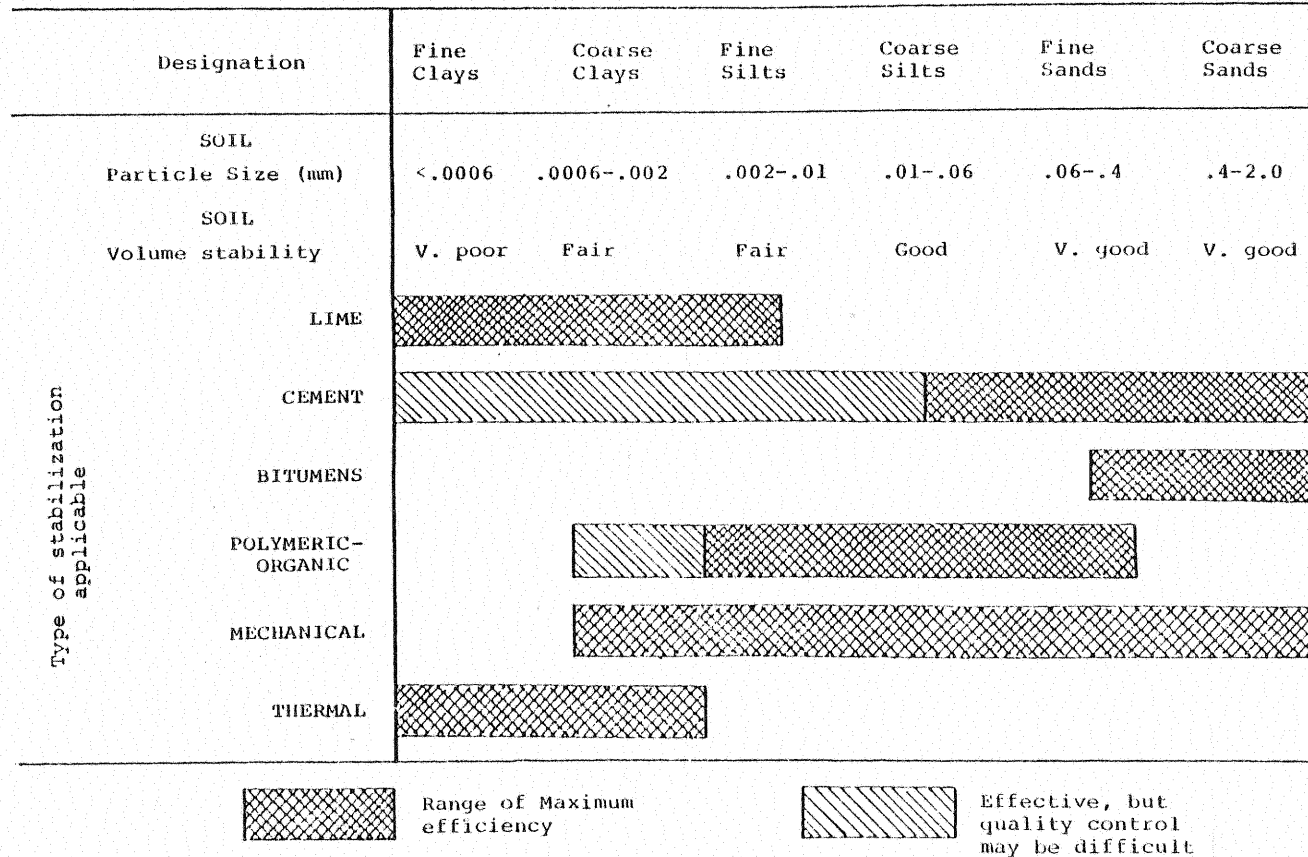 Designation
Fine Clays
Coarse Clays
Fine Silts
Coarse Silts
Fine Sands
Coarse Sands
SOIL
Particle Size (mm) <.0006 .0006-.002 .002-.01 .01-.06 .06-.4 .4-2.0
SOIL
Volume stability V. poor Fair Fair Good V. good V. good
Type of stabilization
applicable
LIME
CEMENT
BITUMENS
POLYMERIC-
ORGANIC
MECHANICAL
THERMAL
Range of Maximum
efficiency
Effective, but
quality control
may be difficult